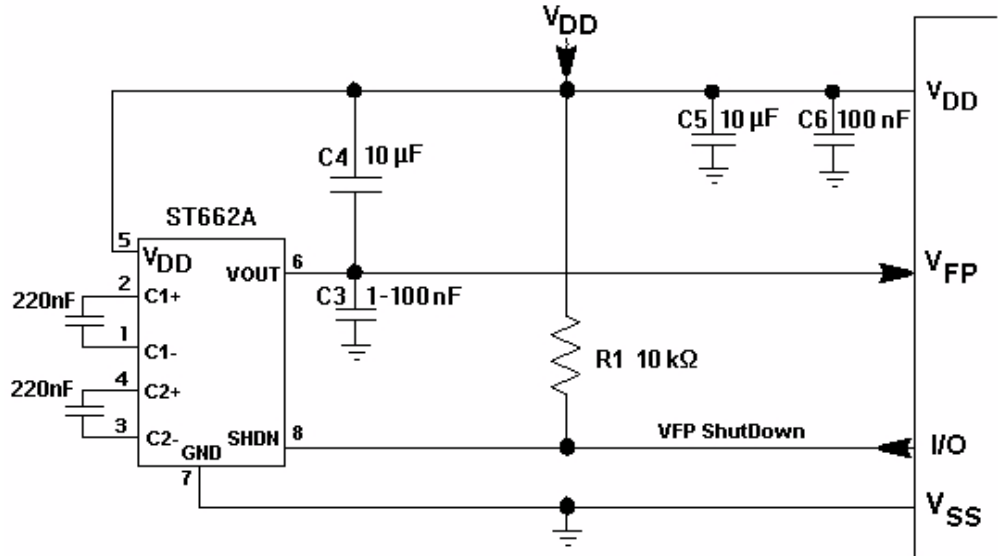 VDD
VDD
C5 10 µF C6 100 nF
C4 10 µF
ST662A
5 VDD
6 VOUT
VFP
2 C1+
220nF
C3 1-100 nF
1 C1-
R1 10 kΩ
4 C2+
220nF
3 C2-
SHDN 8
VFP ShutDown
I/O
GND
7
VSS